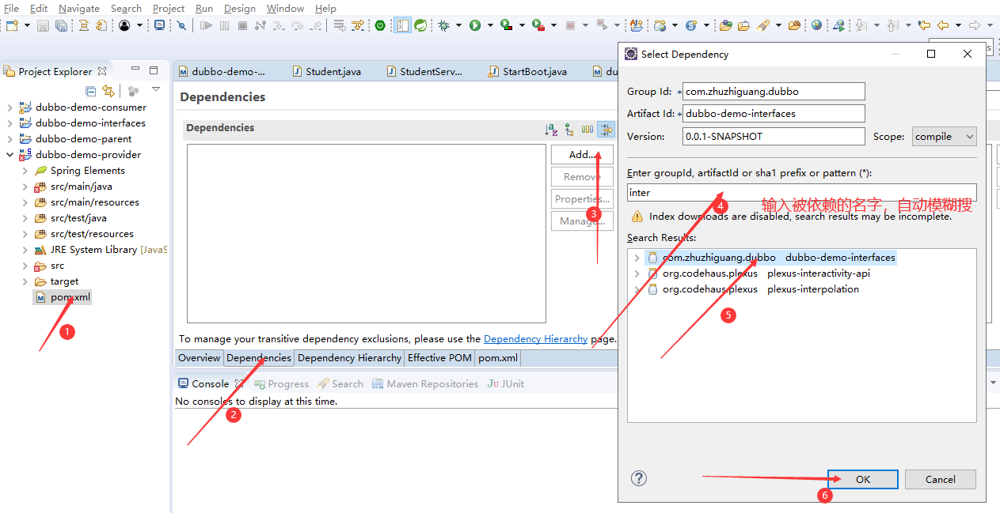 File Edit Navigate Search Project Run Design Window Help
Project Explorer
dubbo-demo-consumer
dubbo-demo-interfaces
dubbo-demo-parent
dubbo-demo-provider
Spring Elements
src/main/java
src/main/resources
src/test/java
src/test/resources
JRE System Library [JavaS
src
target
pom.xml
1
dubbo-demo-... Student.java StudentServ... StartBoot.java du
Dependencies
Dependencies
Add...
Remove
Properties...
Manage...
3
To manage your transitive dependency exclusions, please use the Dependency Hierarchy page.
Overview Dependencies Dependency Hierarchy Effective POM pom.xml
Console Progress Search Maven Repositories JUnit
No consoles to display at this time.
2
Select Dependency
Group Id: * com.zhuzhiguang.dubbo
Artifact Id: * dubbo-demo-interfaces
Version: 0.0.1-SNAPSHOT Scope: compile
Enter groupId, artifactId or sha1 prefix or pattern (*):
inter
4
输入被依赖的名字，自动模糊搜
Index downloads are disabled, search results may be incomplete.
Search Results:
com.zhuzhiguang.dubbo dubbo-demo-interfaces
org.codehaus.plexus plexus-interactivity-api
org.codehaus.plexus plexus-interpolation
5
OK Cancel
6